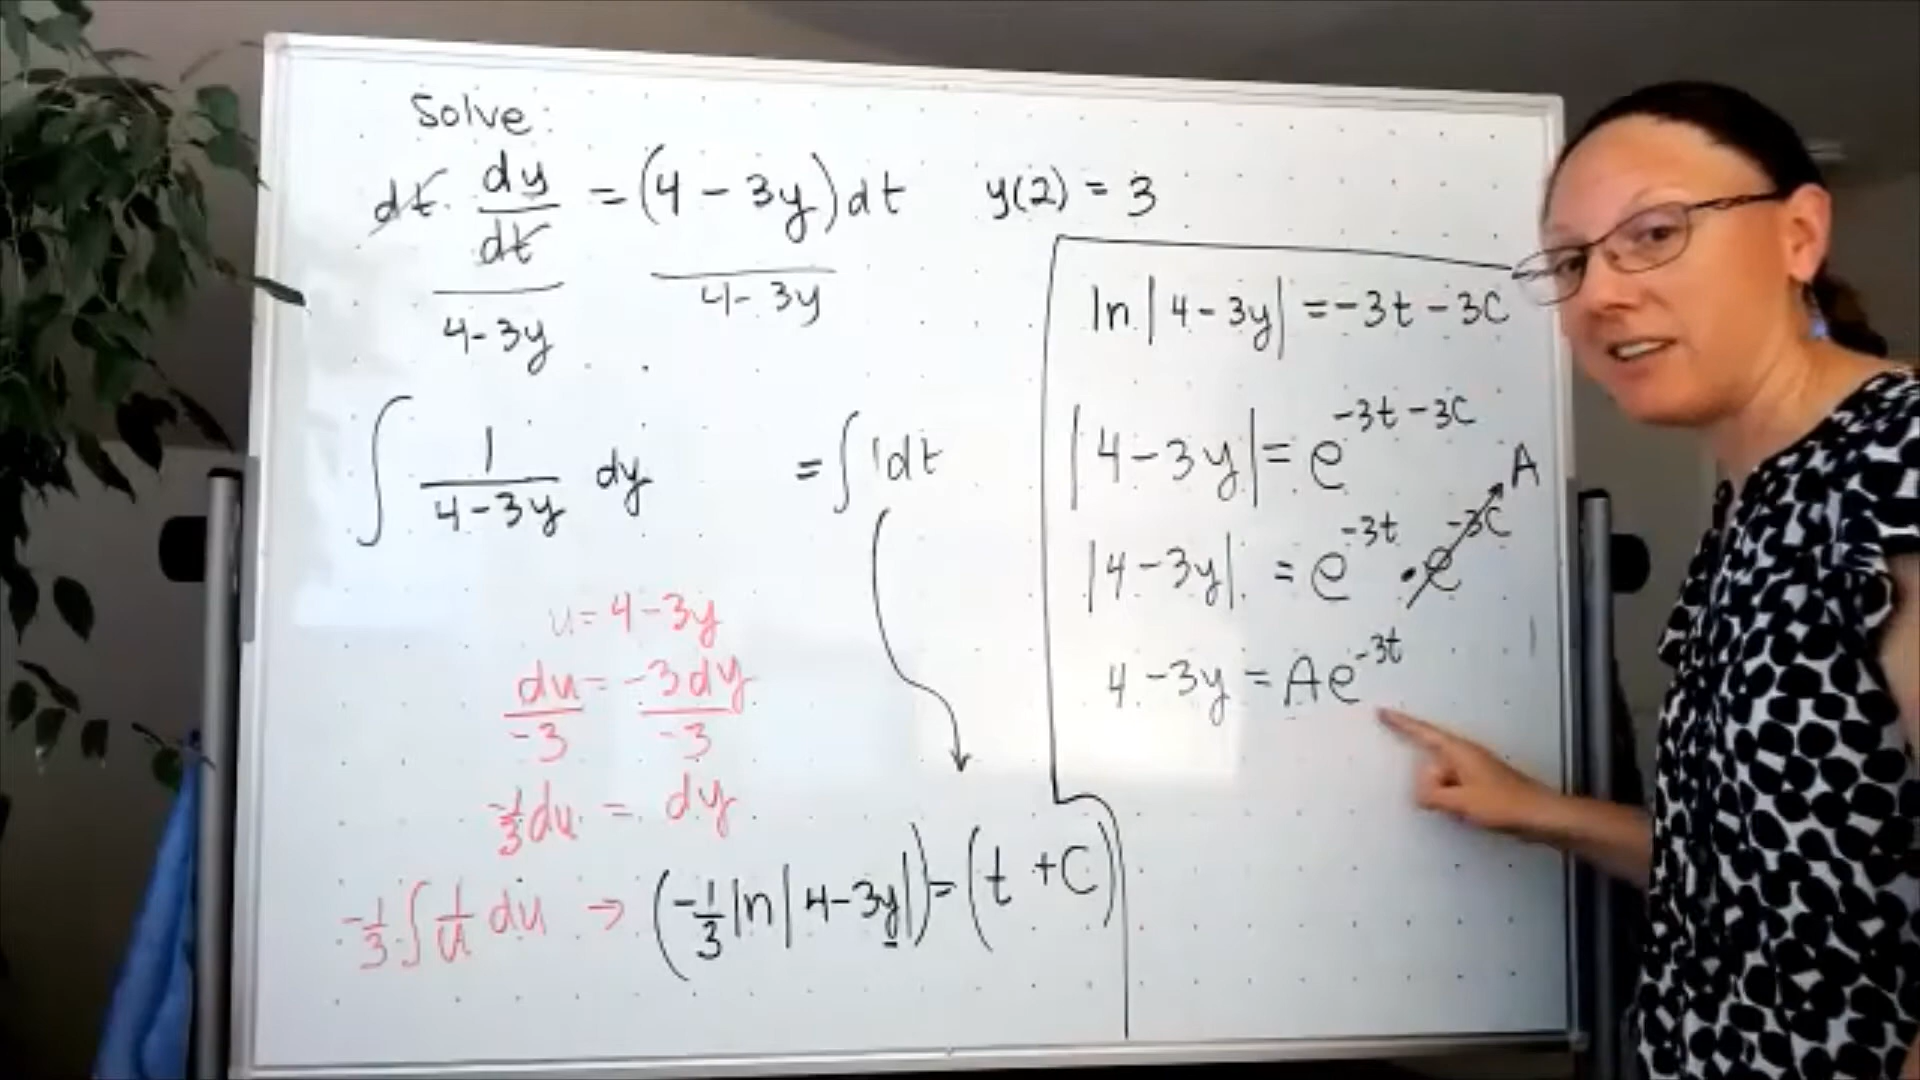 Solve:
dt · dy/dt = (4 - 3y) dt    y(2) = 3
4-3y    4-3y
∫ 1/(4-3y) dy = ∫ 1 dt
u = 4-3y
du = -3dy
-3    -3
-1/3 du = dy
-1/3 ∫ 1/u du → (-1/3 ln|4-3y|) = (t + C)
ln|4-3y| = -3t - 3C
|4-3y| = e^(-3t-3C)
|4-3y| = e^(-3t) · e^(-3C) A
4-3y = Ae^(-3t)